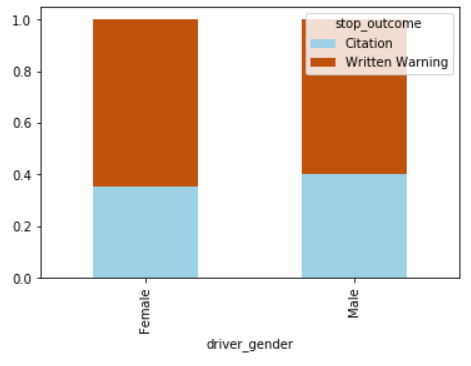 1.0
0.8
0.6
0.4
0.2
0.0
stop_outcome
Citation
Written Warning
Female
Male
driver_gender